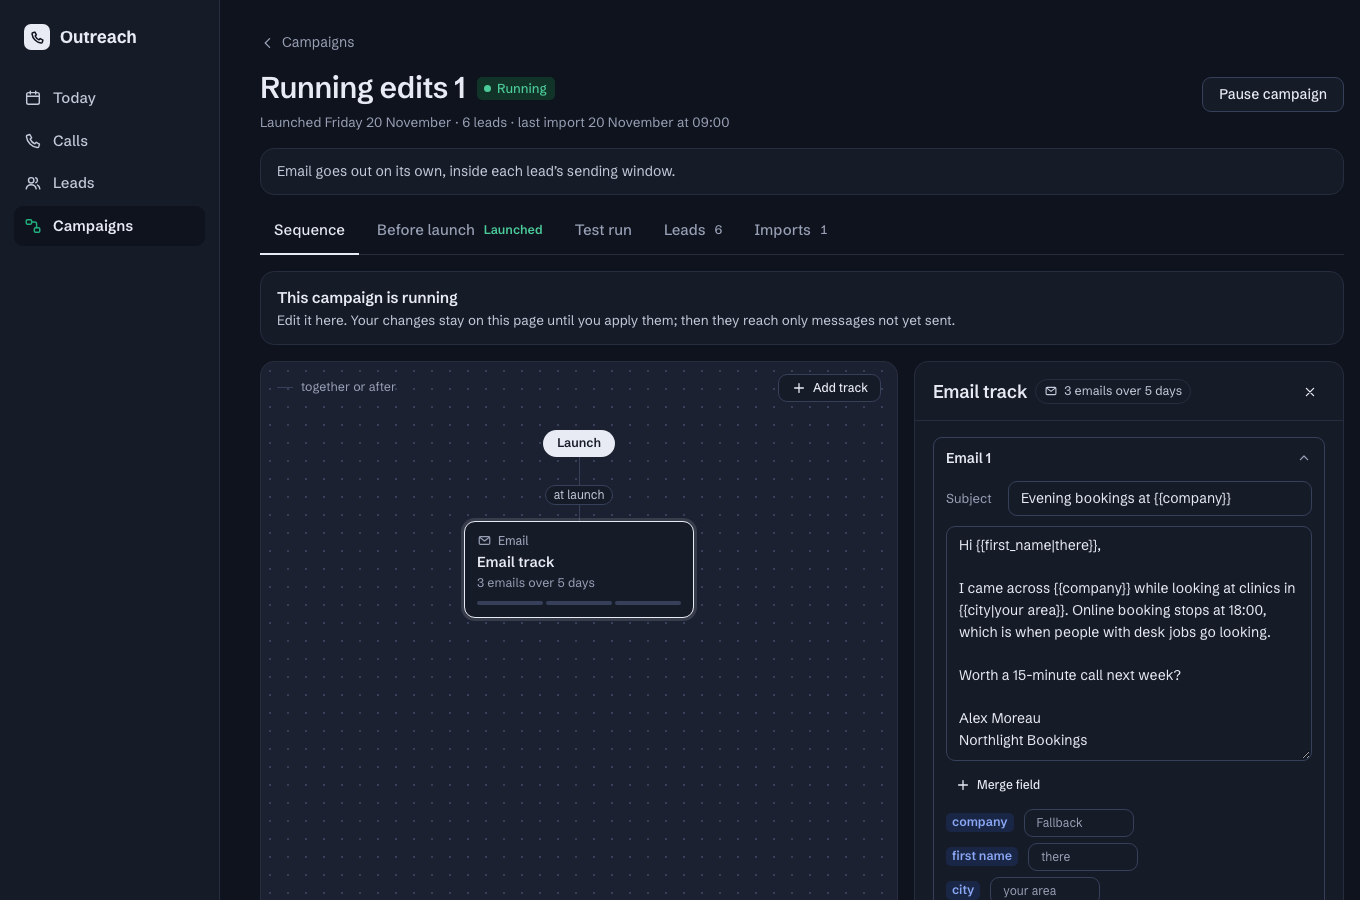 Outreach
Today
Calls
Leads
Campaigns
Campaigns
Running edits 1
Running
Pause campaign
Launched Friday 20 November · 6 leads · last import 20 November at 09:00
Email goes out on its own, inside each lead’s sending window.
Sequence
Before launch Launched
Test run
Leads 6
Imports 1
This campaign is running
Edit it here. Your changes stay on this page until you apply them; then they reach only messages not yet sent.
together or after
Add track
Launch
at launch
Email
Email track
3 emails over 5 days
Email track
3 emails over 5 days
Email 1
Subject
Evening bookings at {{company}}
Hi {{first_name|there}},
I came across {{company}} while looking at clinics in
{{city|your area}}. Online booking stops at 18:00,
which is when people with desk jobs go looking.
Worth a 15-minute call next week?
Alex Moreau
Northlight Bookings
Merge field
company Fallback
first name there
city your area